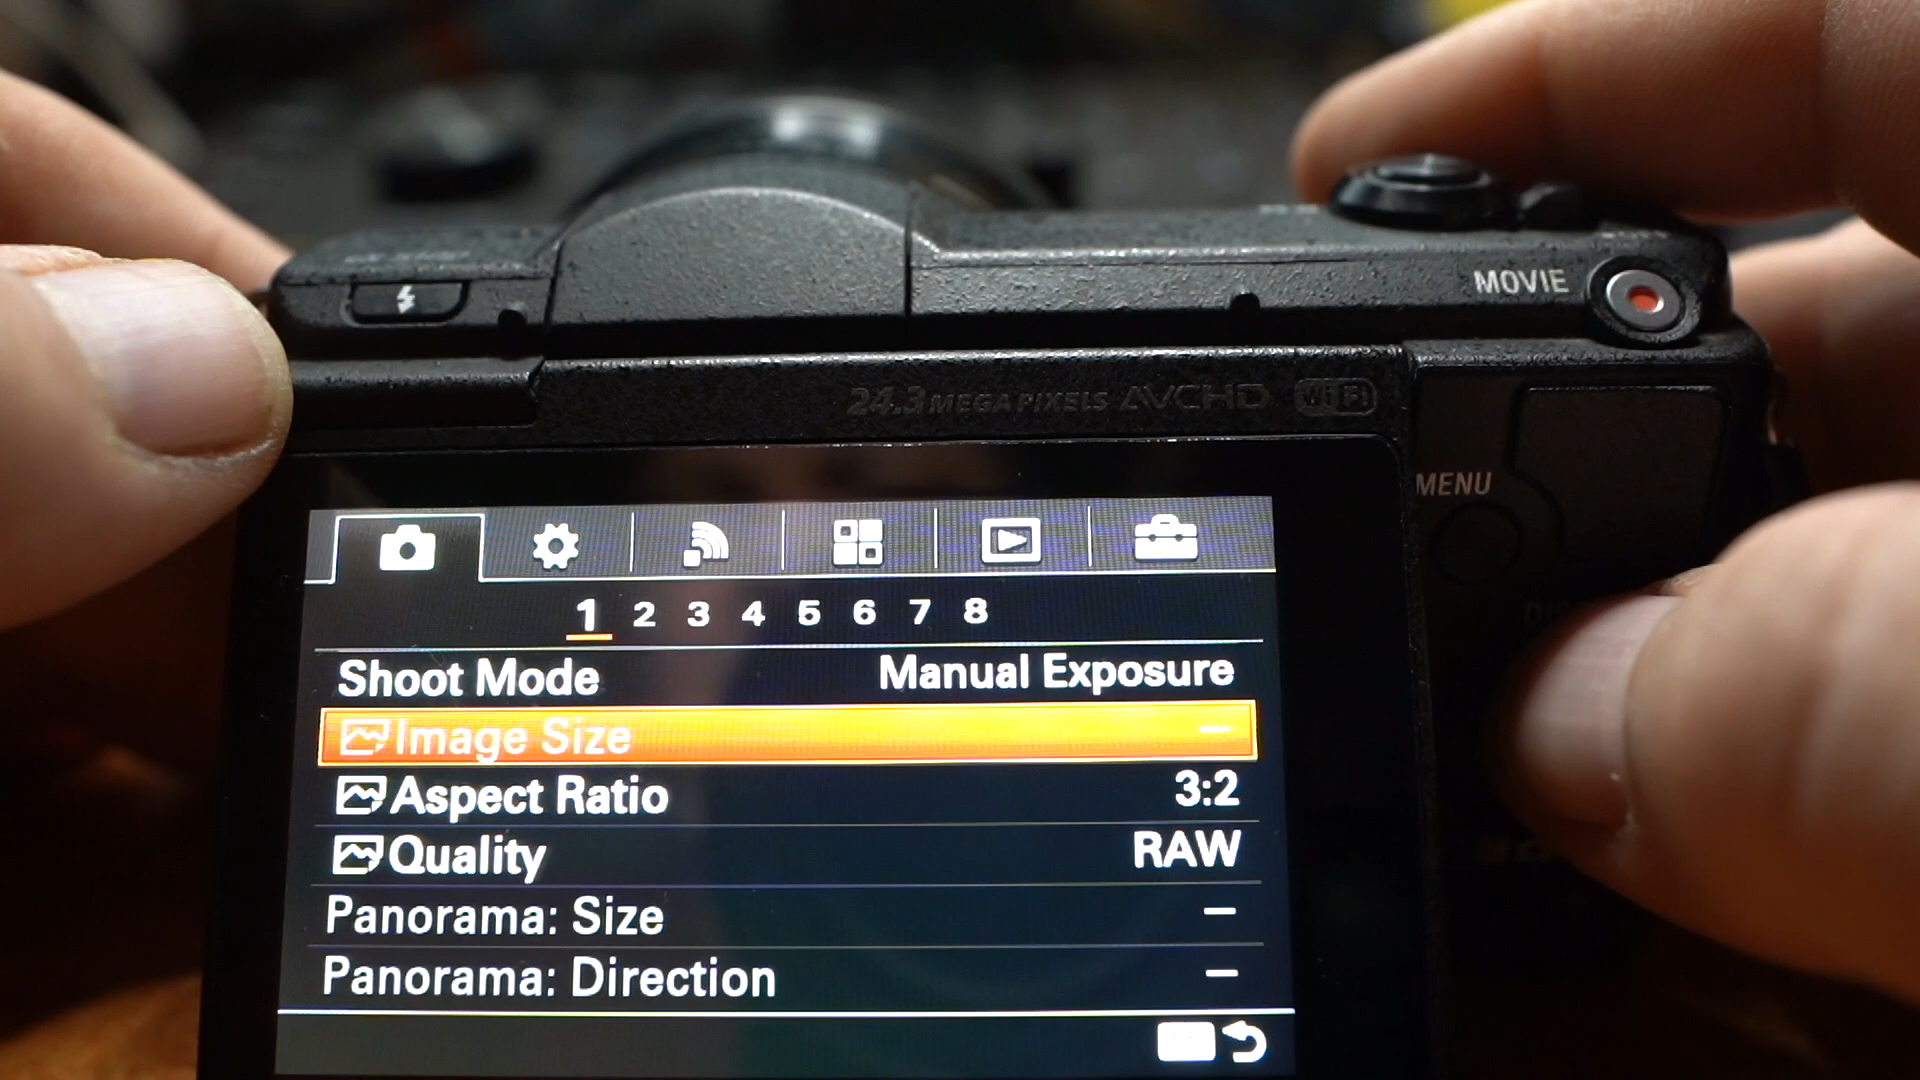 MOVIE
24.3 MEGA PIXELS AVCHD WiFi
MENU
1 2 3 4 5 6 7 8
Shoot Mode Manual Exposure
Image Size –
Aspect Ratio 3:2
Quality RAW
Panorama: Size –
Panorama: Direction –